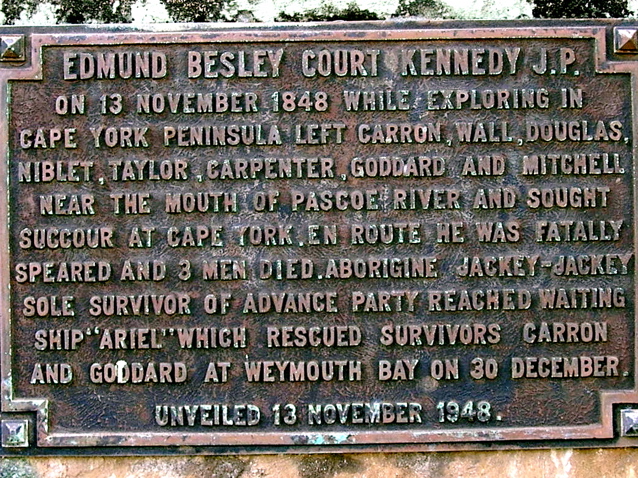 EDMUND BESLEY COURT KENNEDY J.P.
ON 13 NOVEMBER 1848 WHILE EXPLORING IN
CAPE YORK PENINSULA LEFT CARRON, WALL, DOUGLAS,
NIBLET, TAYLOR, CARPENTER, GODDARD AND MITCHELL
NEAR THE MOUTH OF PASCOE RIVER AND SOUGHT
SUCCOUR AT CAPE YORK. EN ROUTE HE WAS FATALLY
SPEARED AND 3 MEN DIED. ABORIGINE JACKEY-JACKEY
SOLE SURVIVOR OF ADVANCE PARTY REACHED WAITING
SHIP "ARIEL" WHICH RESCUED SURVIVORS CARRON
AND GODDARD AT WEYMOUTH BAY ON 30 DECEMBER.
UNVEILED 13 NOVEMBER 1948.